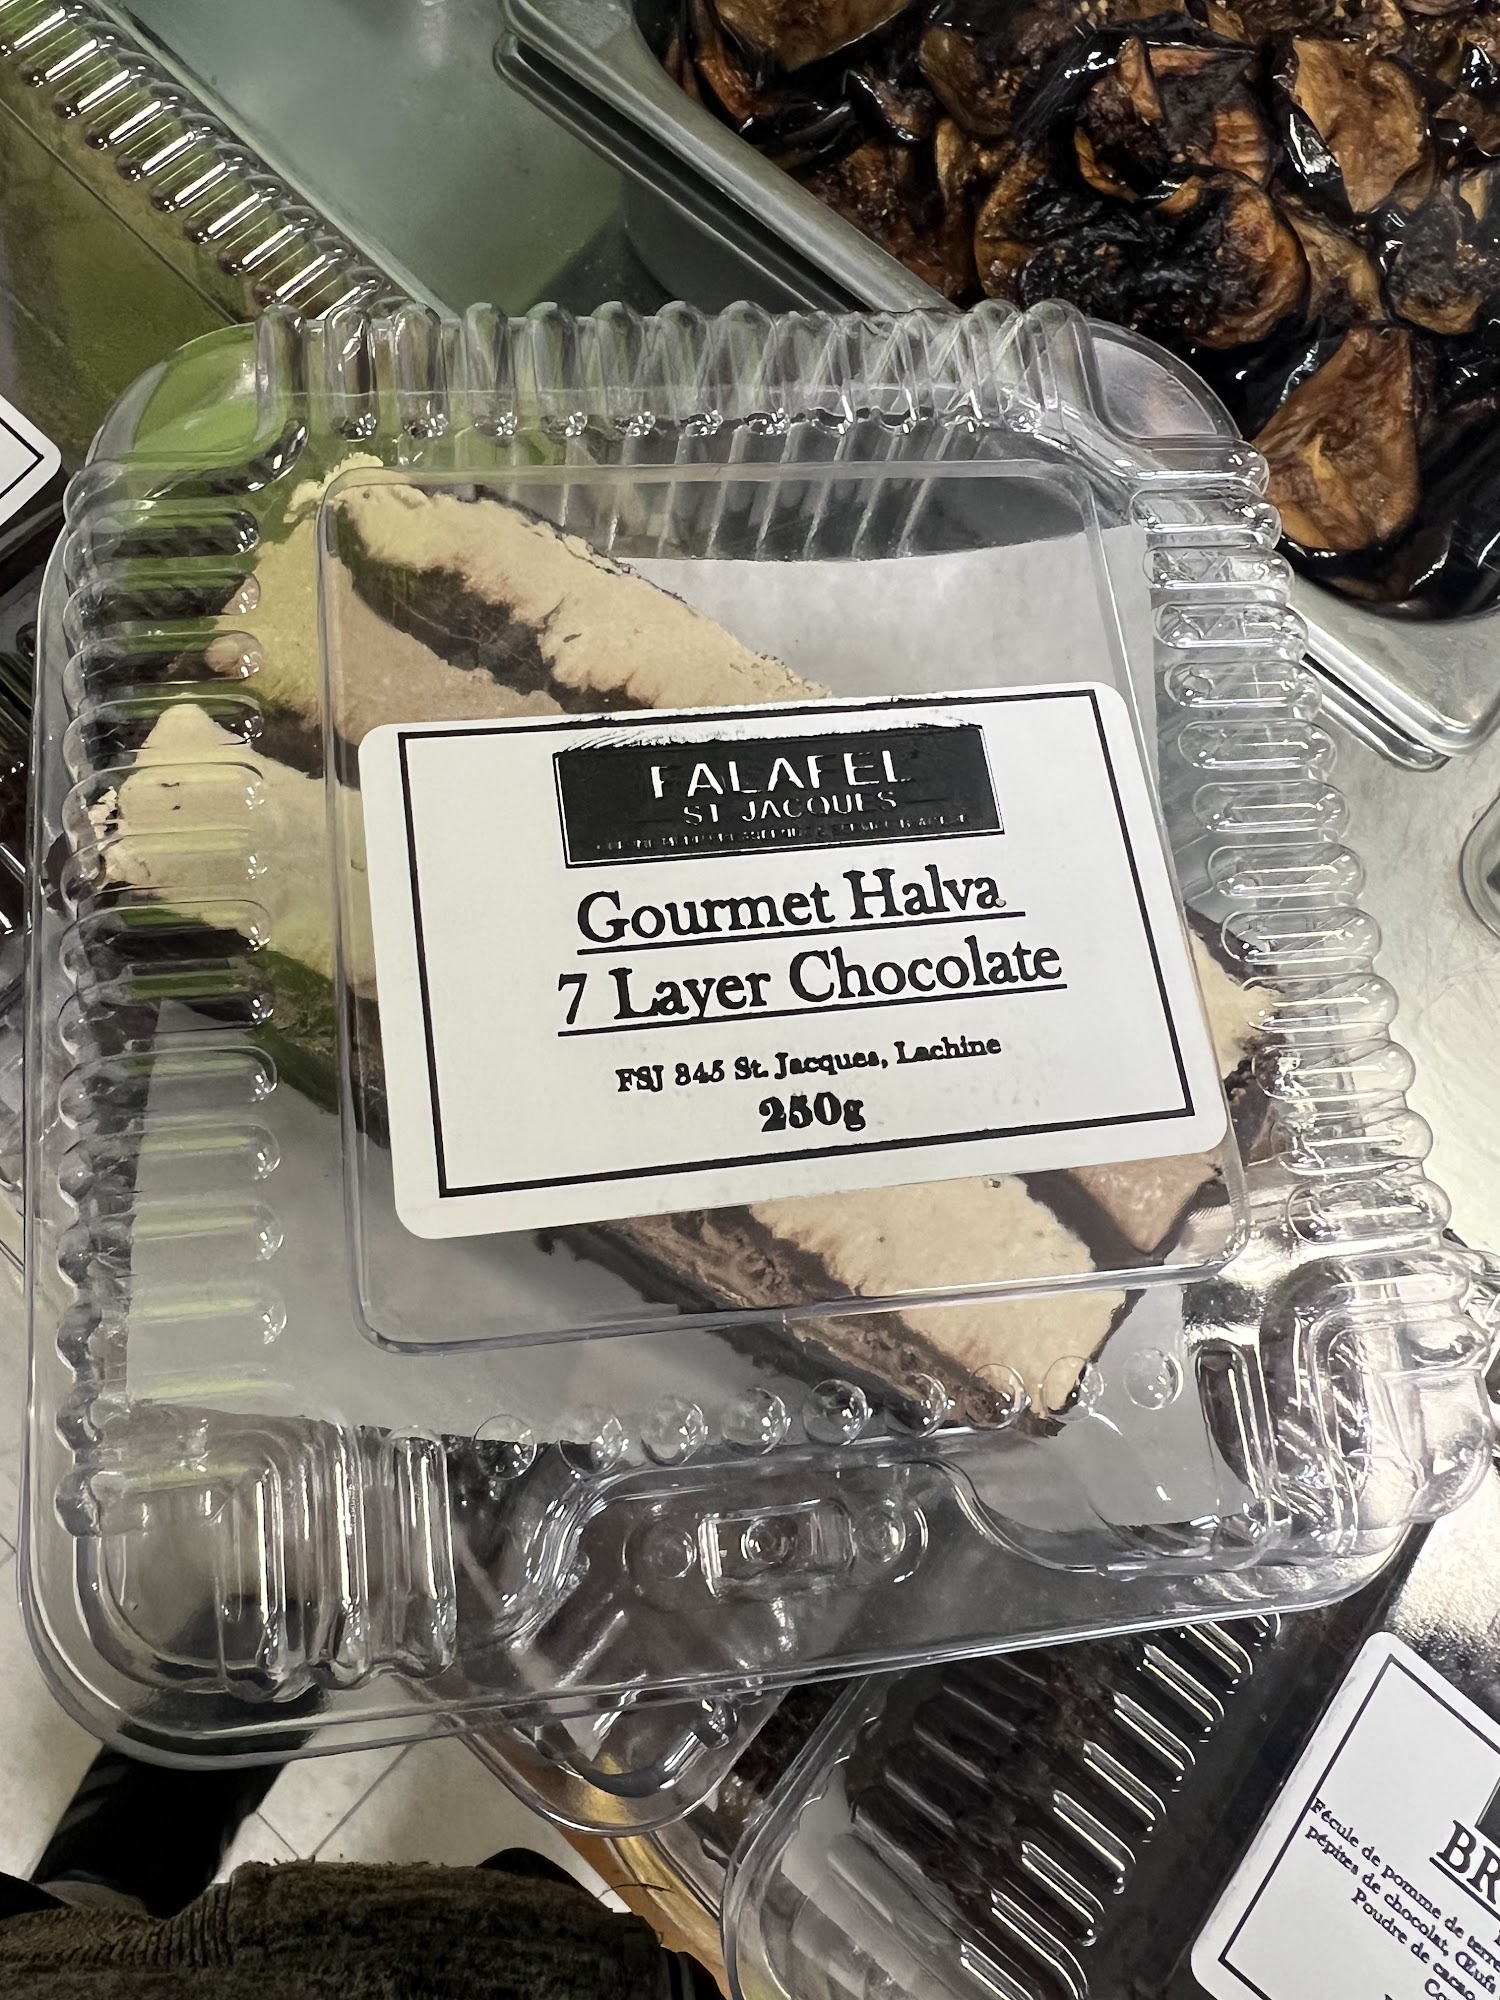 FALAFEL
ST JACQUES
Gourmet Halva
7 Layer Chocolate
FSJ 845 St. Jacques, Lachine
250g
BR
Fécule de pomme de terre
pépites de chocolat, Œufs
Poudre de cacao